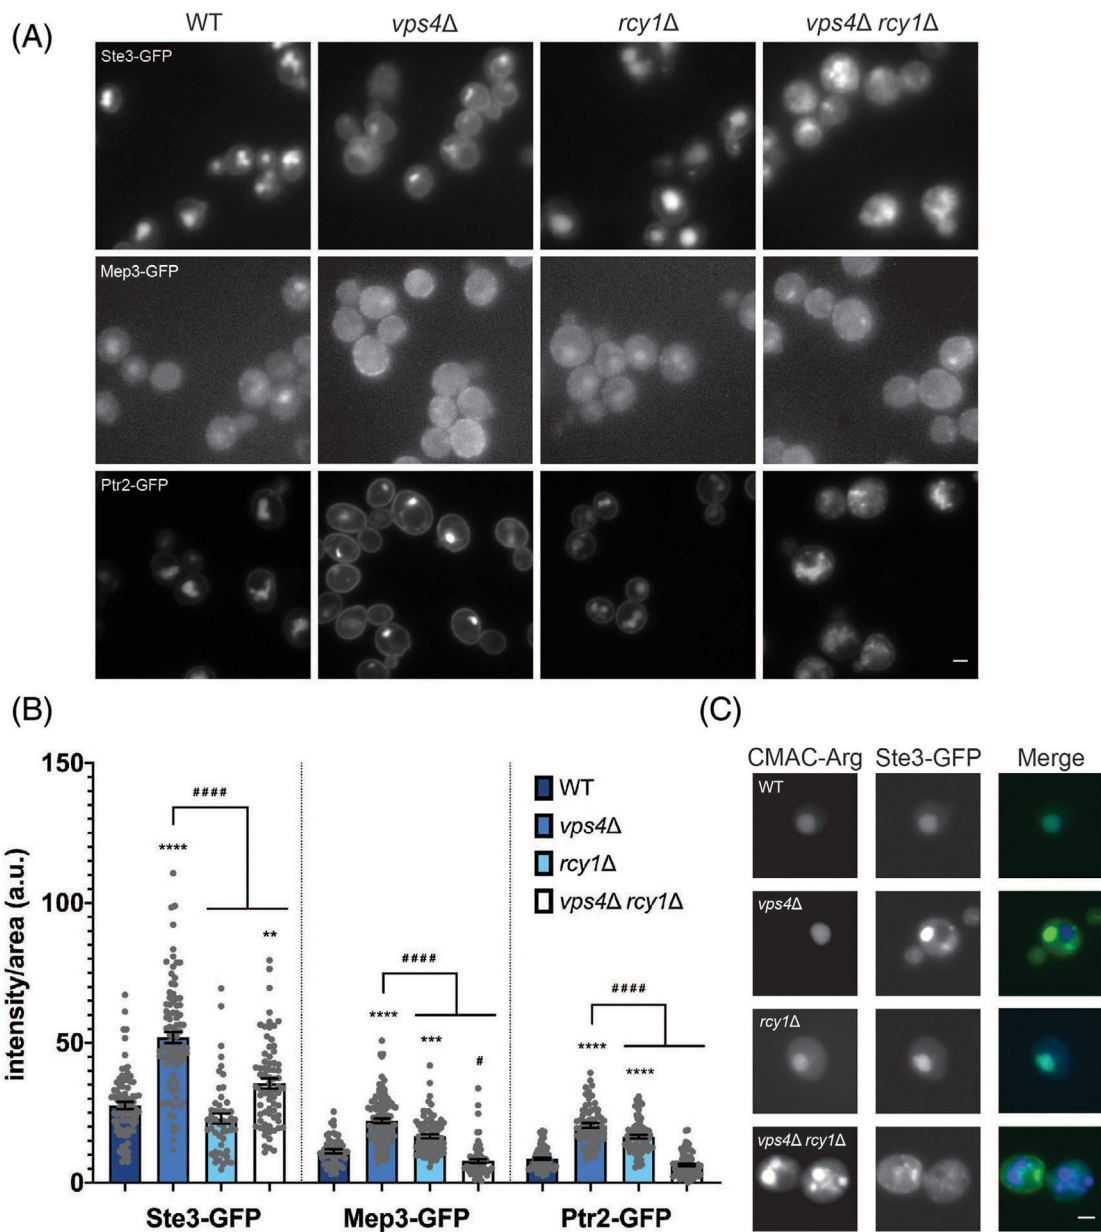 (A)
WT vps4Δ rcy1Δ vps4Δ rcy1Δ
Ste3-GFP
Mep3-GFP
Ptr2-GFP
(B)
intensity/area (a.u.)
150
100
50
0
####
****
**
####
****
***
#
####
****
****
WT
vps4Δ
rcy1Δ
vps4Δ rcy1Δ
Ste3-GFP Mep3-GFP Ptr2-GFP
(C)
CMAC-Arg Ste3-GFP Merge
WT
vps4Δ
rcy1Δ
vps4Δ rcy1Δ